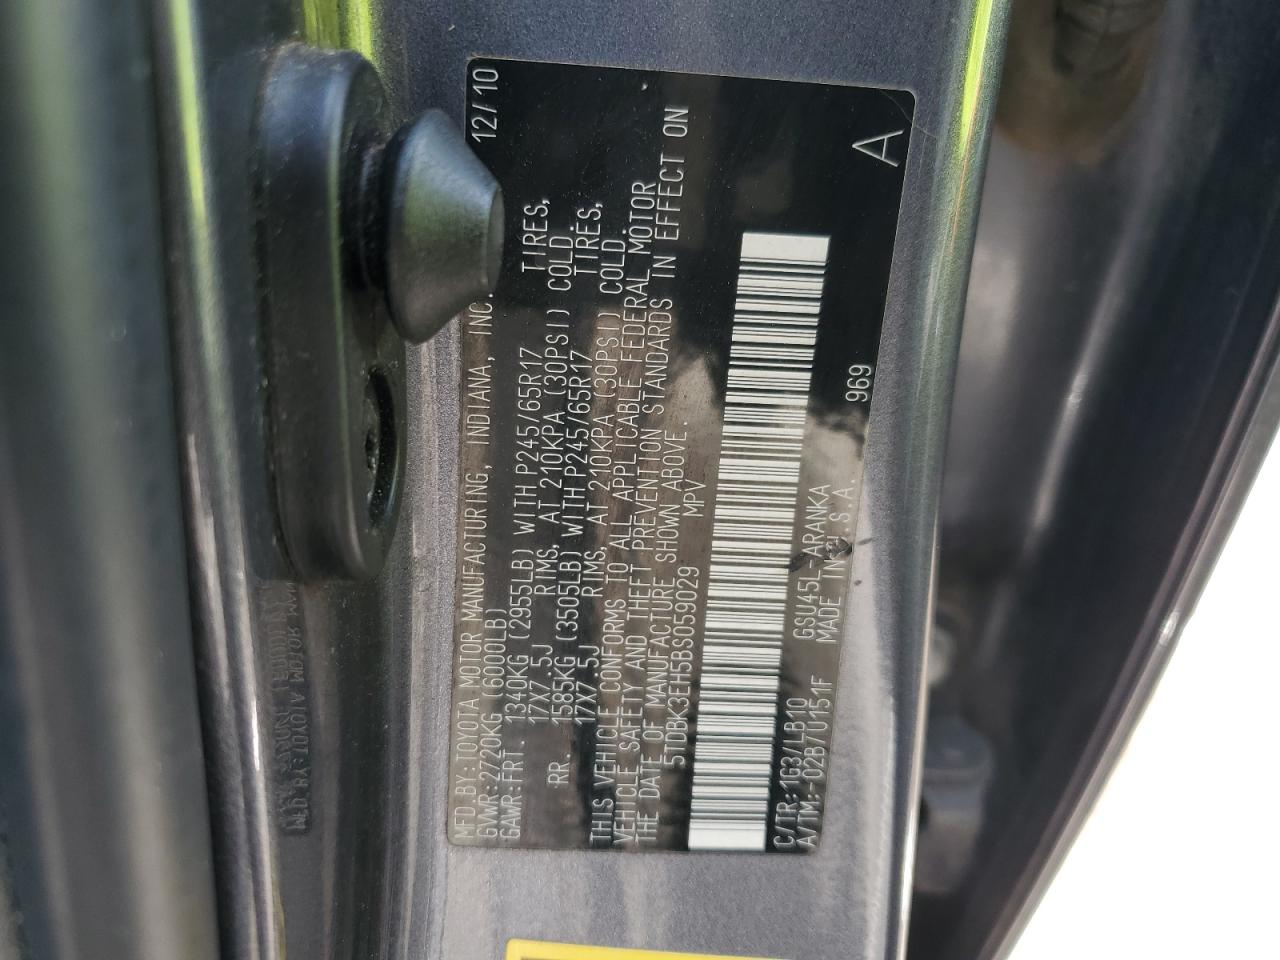 MFD.BY:TOYOTA MOTOR MANUFACTURING, INDIANA, INC. 12/10
GVWR:2720KG (6000LB)
GAWR:FRT. 1340KG (2955LB) WITH P245/65R17 TIRES,
17X7.5J RIMS, AT 210KPA (30PSI) COLD.
RR. 1585KG (3505LB) WITH P245/65R17 TIRES,
17X7.5J RIMS, AT 210KPA (30PSI) COLD.
THIS VEHICLE CONFORMS TO ALL APPLICABLE FEDERAL MOTOR
VEHICLE SAFETY AND THEFT PREVENTION STANDARDS IN EFFECT ON
THE DATE OF MANUFACTURE SHOWN ABOVE.
5TDBK3EH5BS059029 MPV
C/TR:1G3/LB10 GSU45L-ARANKA 969
A/TM:-02B/U151F MADE IN U.S.A.
A